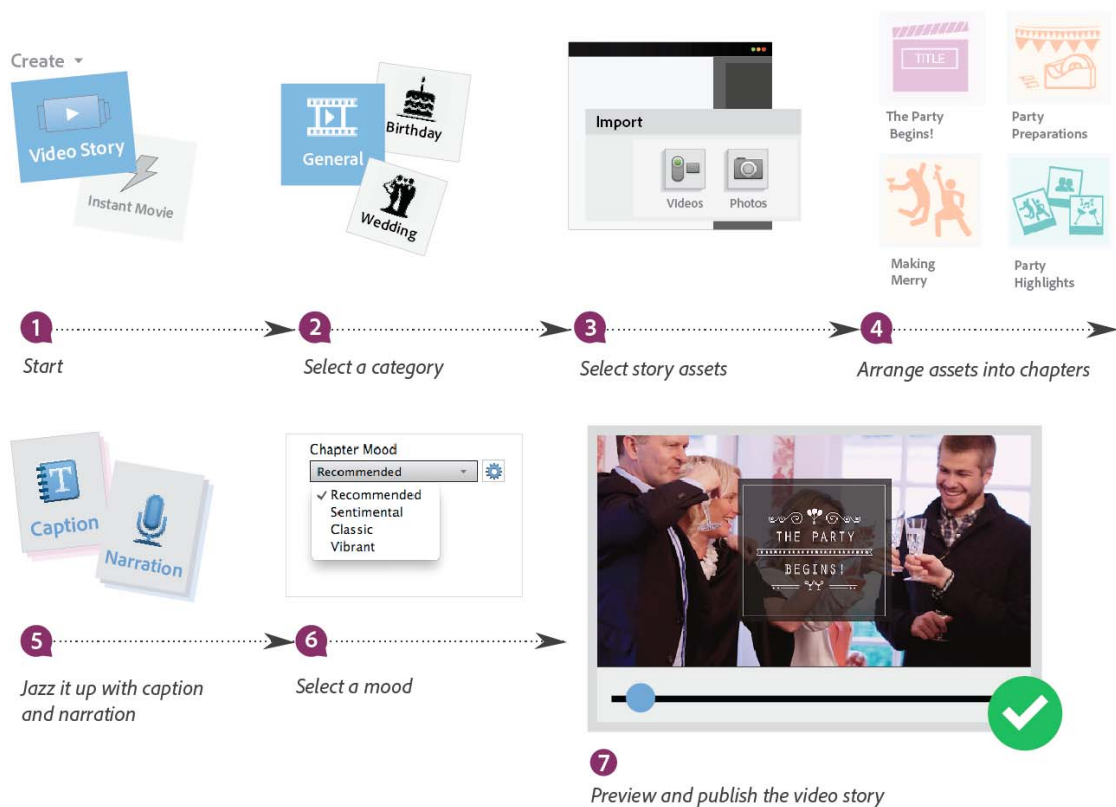 Create
Video Story
Instant Movie
General
Birthday
Wedding
Import
Videos
Photos
TITLE
The Party
Begins!
Party
Preparations
Making
Merry
Party
Highlights
1
2
3
4
Start
Select a category
Select story assets
Arrange assets into chapters
T
Caption
Narration
Chapter Mood
Recommended
✓ Recommended
Sentimental
Classic
Vibrant
THE PARTY
BEGINS!
5
6
Jazz it up with caption
and narration
Select a mood
7
Preview and publish the video story